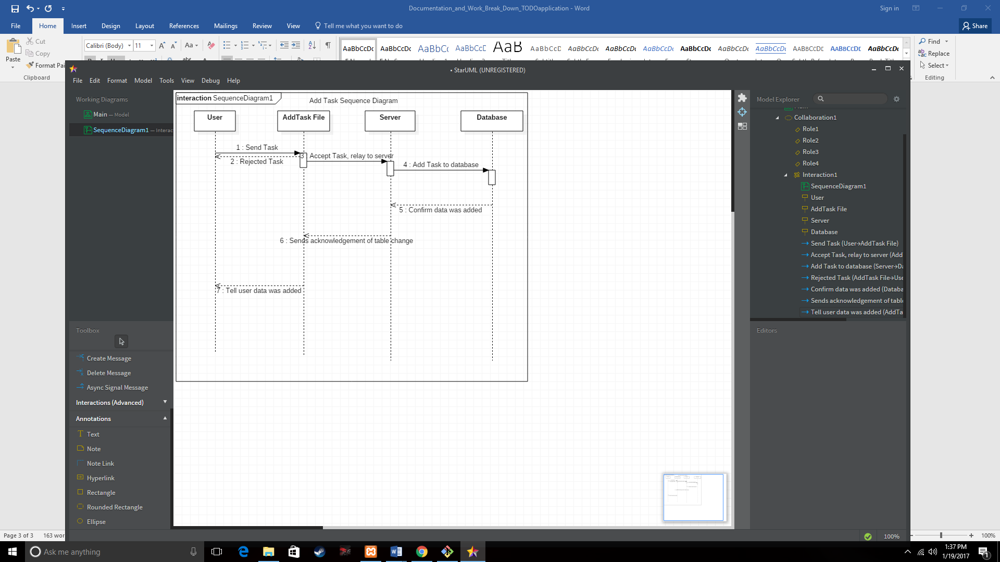 Documentation_and_Work_Break_Down_TODOapplication - Word
Sign in
File Home Insert Design Layout References Mailings Review View Tell me what you want to do
Share
Cut
Copy
Format Pai
Paste
Clipboard
Calibri (Body) 11
Aa
AaBbCcDc AaBbCcDc AaBbCc AaBbCcD AaB AaBbCcD AaBbCcDc AaBbCcDc AaBbCcDc AaBbCcDc AaBbCcDc AaBbCcDc AABBCCDE AABBCCDE AaBbCcDc
Find
Replace
Select
Editing
• StarUML (UNREGISTERED)
File Edit Format Model Tools View Debug Help
Working Diagrams
Main — Model
SequenceDiagram1 — Interac
interaction SequenceDiagram1
Add Task Sequence Diagram
User
AddTask File
Server
Database
1 : Send Task
2 : Rejected Task
3 : Accept Task, relay to server
4 : Add Task to database
5 : Confirm data was added
6 : Sends acknowledgement of table change
7 : Tell user data was added
Model Explorer
Collaboration1
Role1
Role2
Role3
Role4
Interaction1
SequenceDiagram1
User
AddTask File
Server
Database
Send Task (User→AddTask File)
Accept Task, relay to server (Add
Add Task to database (Server→Da
Rejected Task (AddTask File→Use
Confirm data was added (Databa
Sends acknowledgement of table
Tell user data was added (AddTa
Editors
Toolbox
Create Message
Delete Message
Async Signal Message
Interactions (Advanced)
Annotations
Text
Note
Note Link
Hyperlink
Rectangle
Rounded Rectangle
Ellipse
100%
Page 3 of 3 163 wor
100%
Ask me anything
1:37 PM
1/19/2017
1